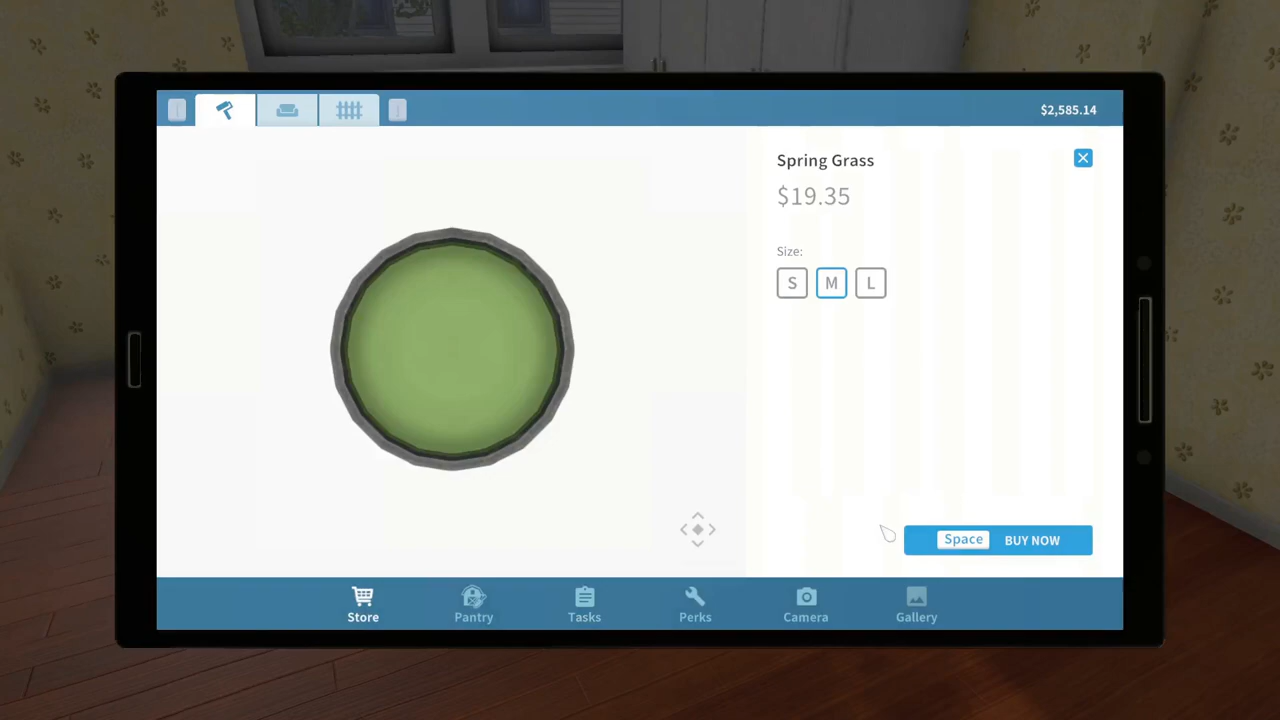 $2,585.14
Spring Grass
$19.35
Size:
S M L
Space BUY NOW
Store Pantry Tasks Perks Camera Gallery